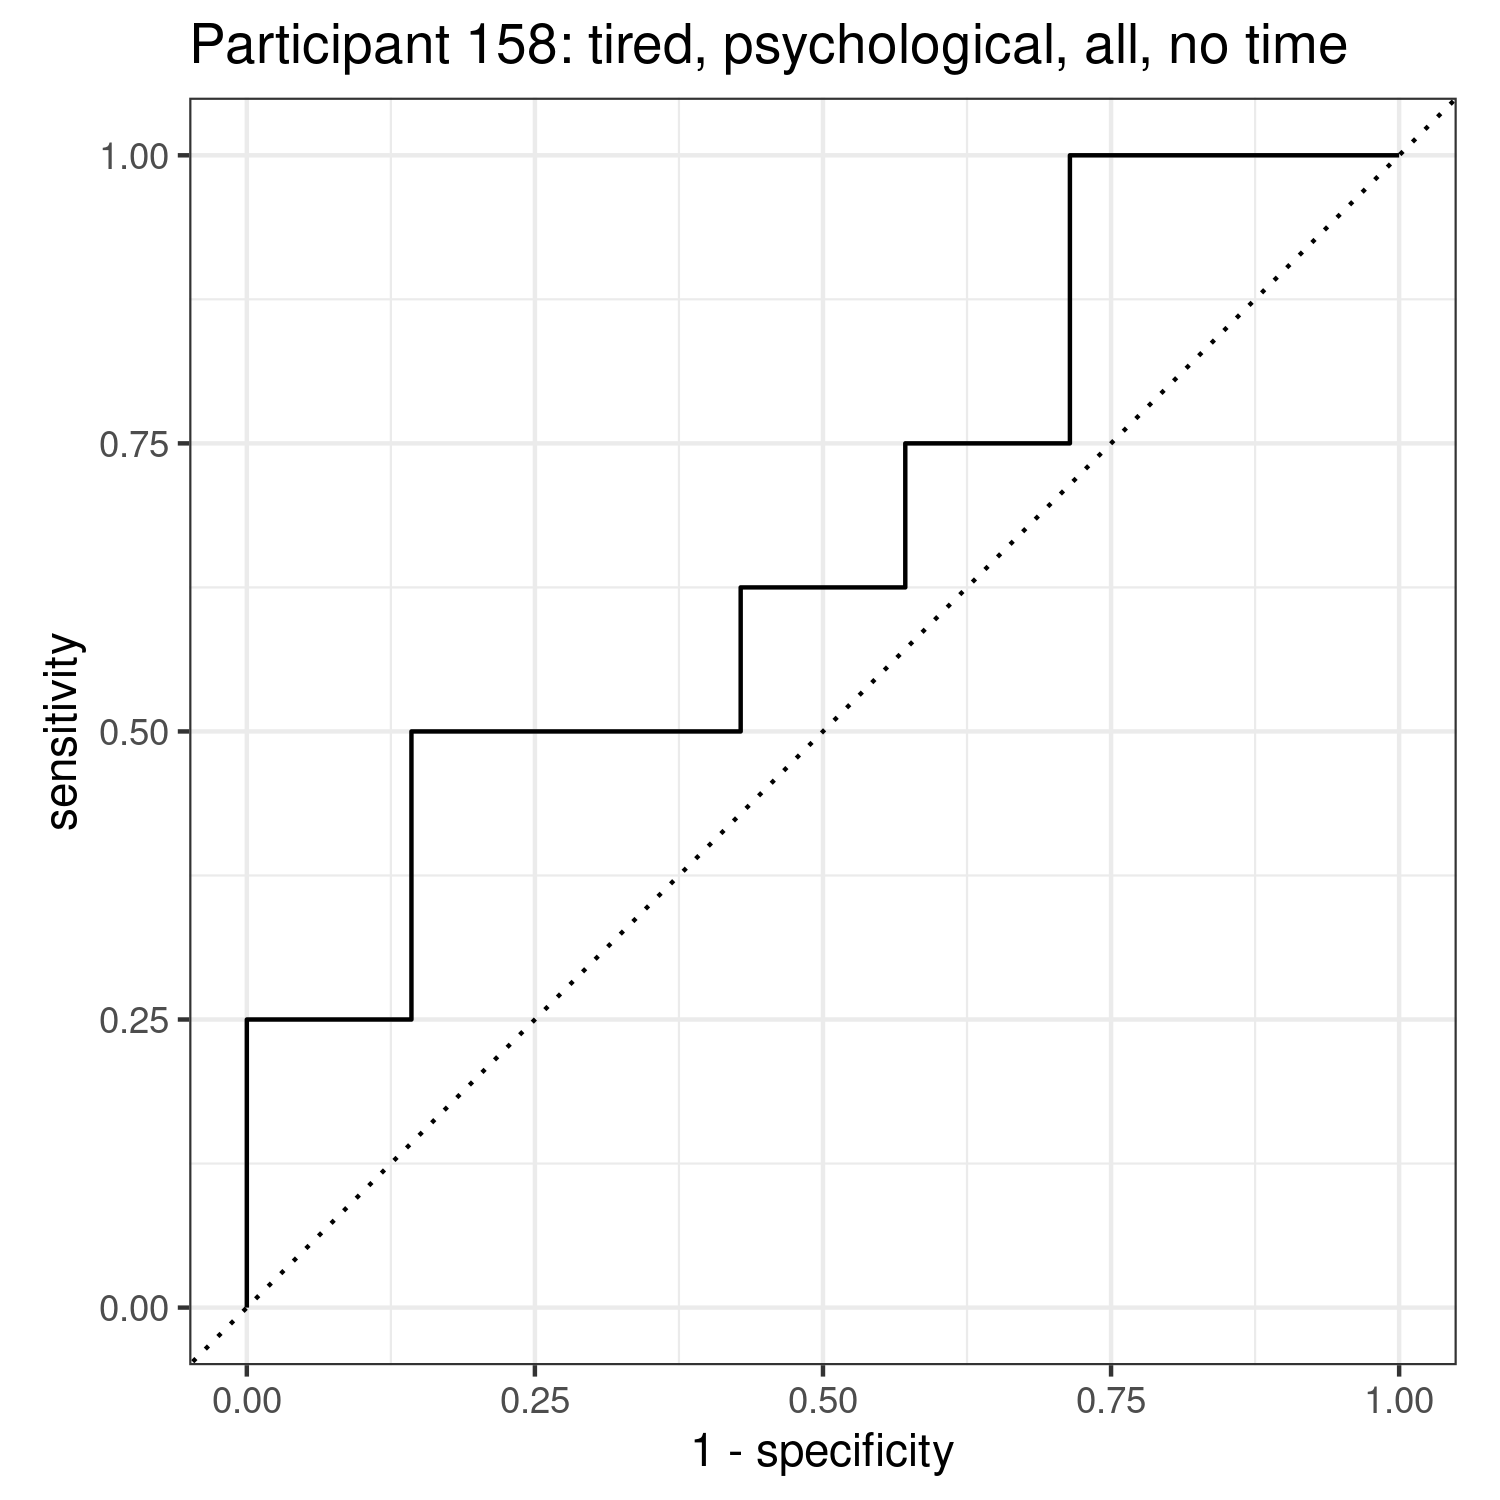 Participant 158: tired, psychological, all, no time
1.00
0.75
0.50
0.25
0.00
sensitivity
0.00 0.25 0.50 0.75 1.00
1 - specificity